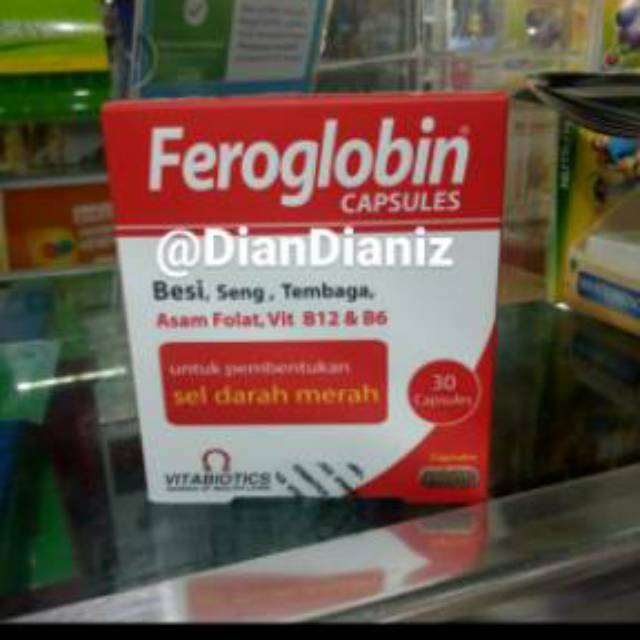 Feroglobin®
CAPSULES
@DianDianiz
Besi, Seng, Tembaga,
Asam Folat, Vit B12 & B6
untuk pembentukan
sel darah merah
30
Capsules
Capsules
VITABIOTICS